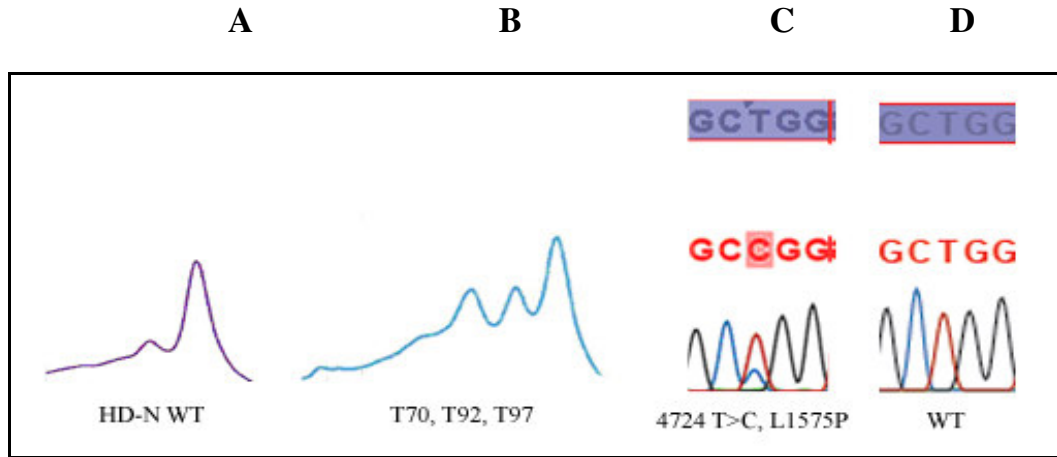 A B C D
GCTGG GCTGG
GCCGG GCTGG
HD-N WT T70, T92, T97 4724 T>C, L1575P WT